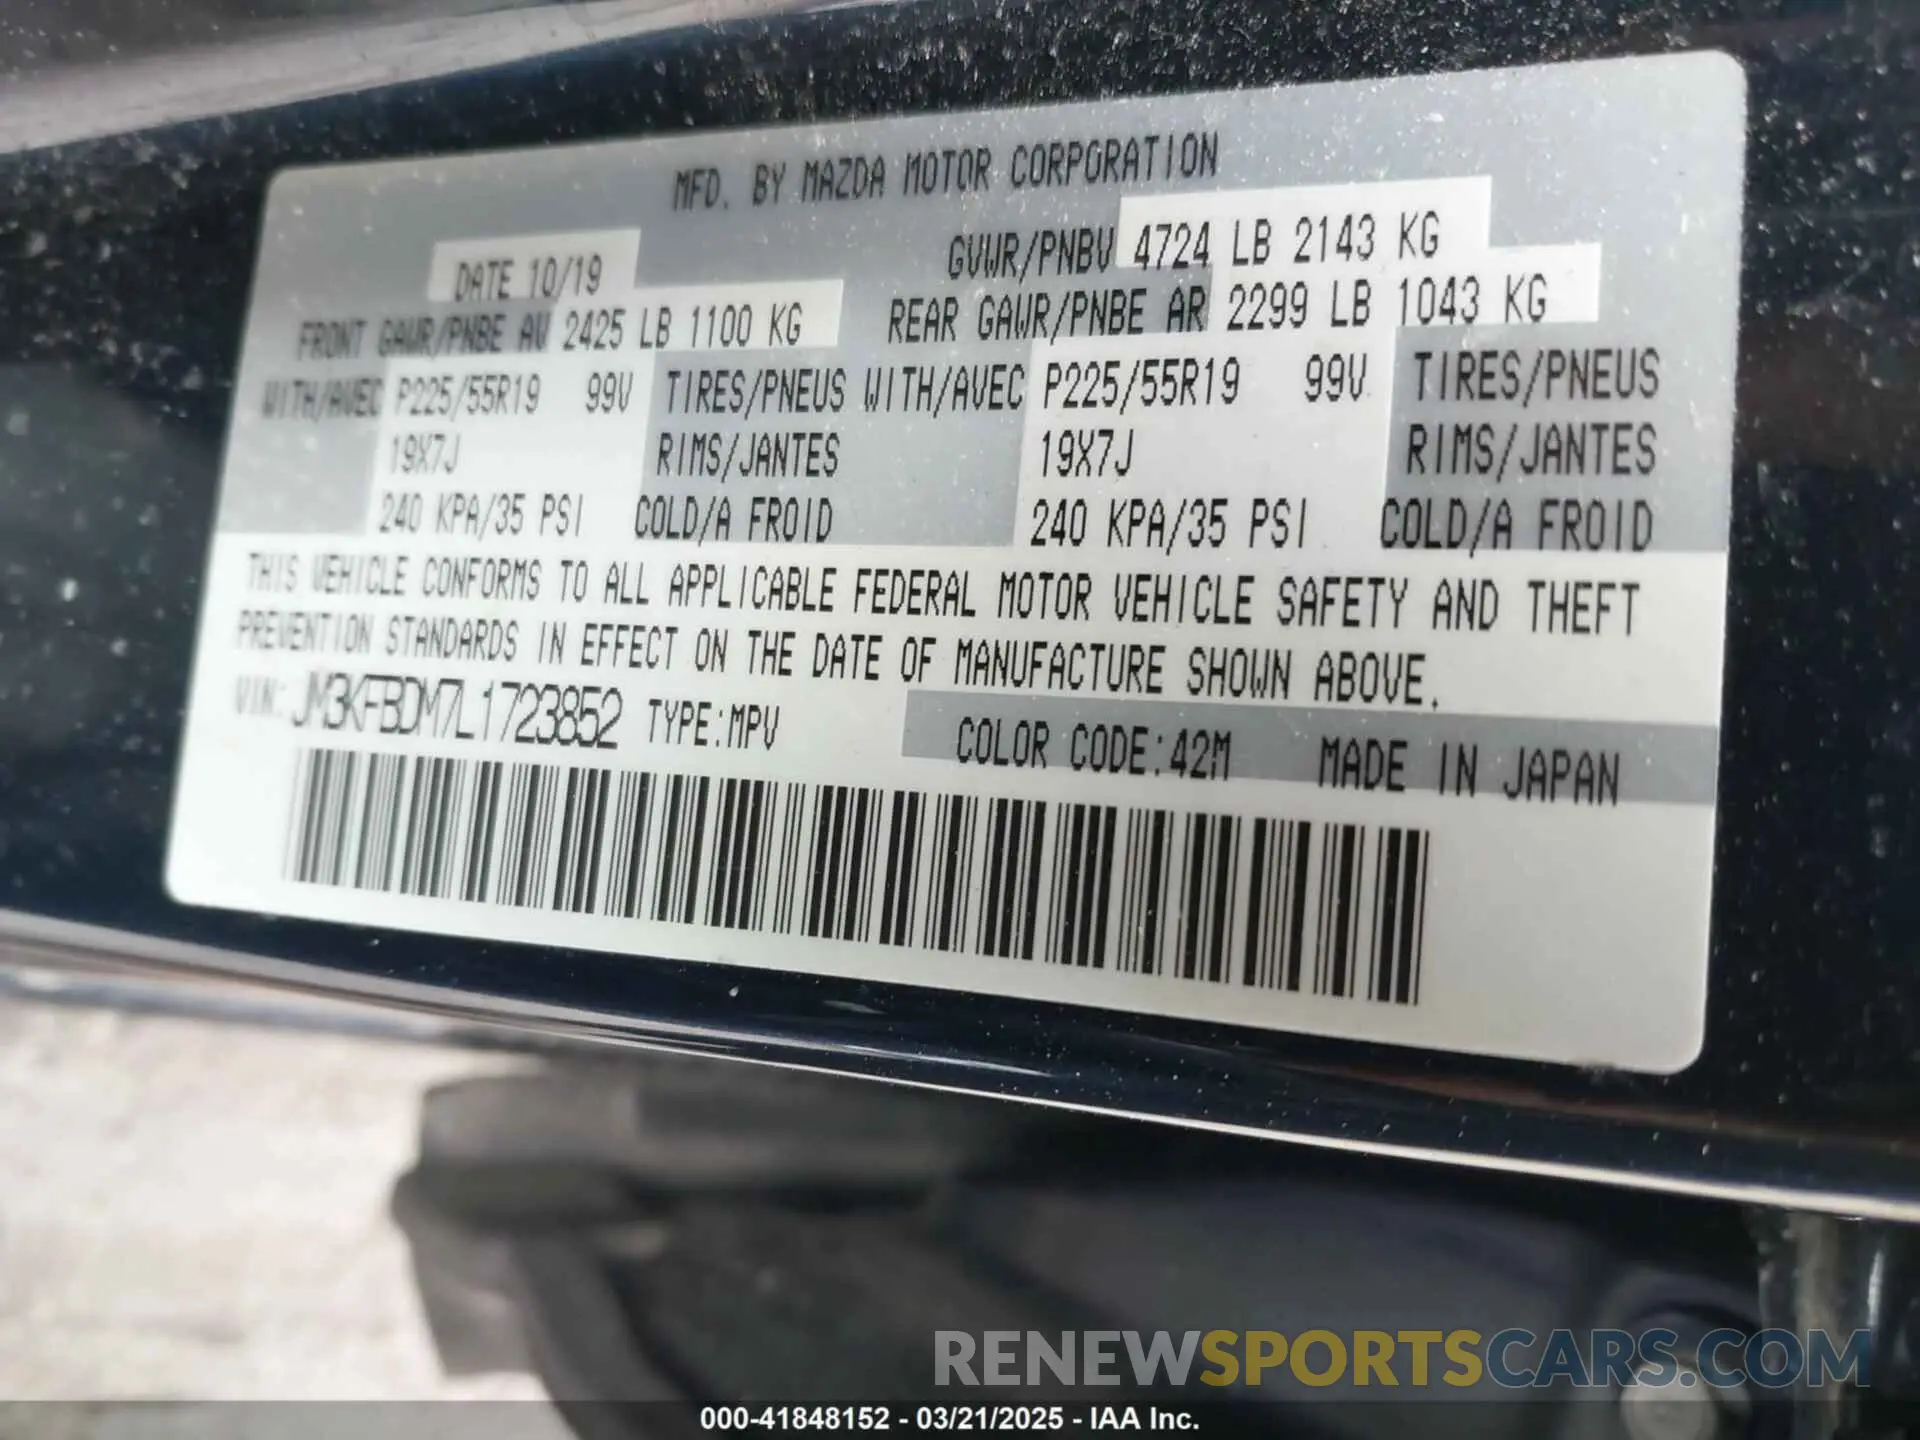 MFD. BY MAZDA MOTOR CORPORATION
DATE 10/19 GVWR/PNBV 4724 LB 2143 KG
FRONT GAWR/PNBE AV 2425 LB 1100 KG REAR GAWR/PNBE AR 2299 LB 1043 KG
WITH/AVEC P225/55R19 99V TIRES/PNEUS WITH/AVEC P225/55R19 99V TIRES/PNEUS
19X7J RIMS/JANTES 19X7J RIMS/JANTES
240 KPA/35 PSI COLD/A FROID 240 KPA/35 PSI COLD/A FROID
THIS VEHICLE CONFORMS TO ALL APPLICABLE FEDERAL MOTOR VEHICLE SAFETY AND THEFT
PREVENTION STANDARDS IN EFFECT ON THE DATE OF MANUFACTURE SHOWN ABOVE.
VIN: JM3KFBDM7L1723852 TYPE:MPV COLOR CODE:42M MADE IN JAPAN
RENEWSPORTSCARS.COM
000-41848152 - 03/21/2025 - IAA Inc.